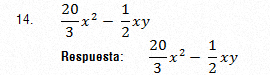 14. 20/3 x² − 1/2 xy
Respuesta: 20/3 x² − 1/2 xy